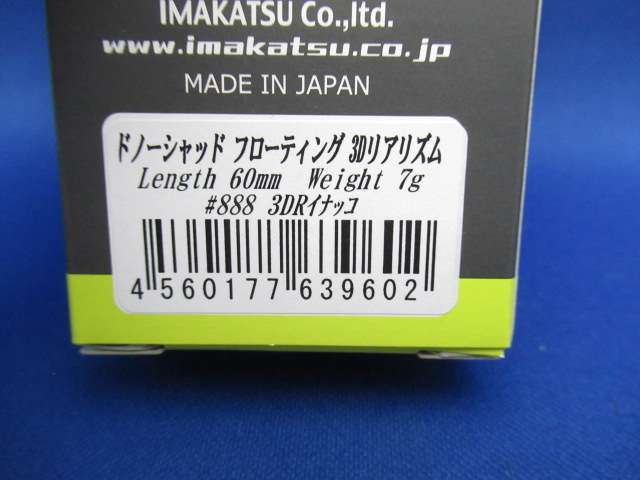 IMAKATSU Co.,ltd.
www.imakatsu.co.jp
MADE IN JAPAN
ドノーシャッド フローティング 3Dリアリズム
Length 60mm Weight 7g
#888 3DRイナッコ
4 560177 639602